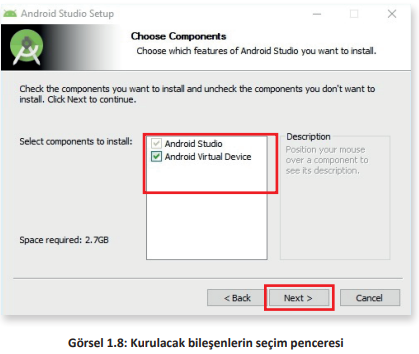 Android Studio Setup
Choose Components
Choose which features of Android Studio you want to install.
Check the components you want to install and uncheck the components you don't want to
install. Click Next to continue.
Select components to install:
Android Studio
Android Virtual Device
Description
Position your mouse
over a component to
see its description.
Space required: 2.7GB
< Back
Next >
Cancel
Görsel 1.8: Kurulacak bileşenlerin seçim penceresi